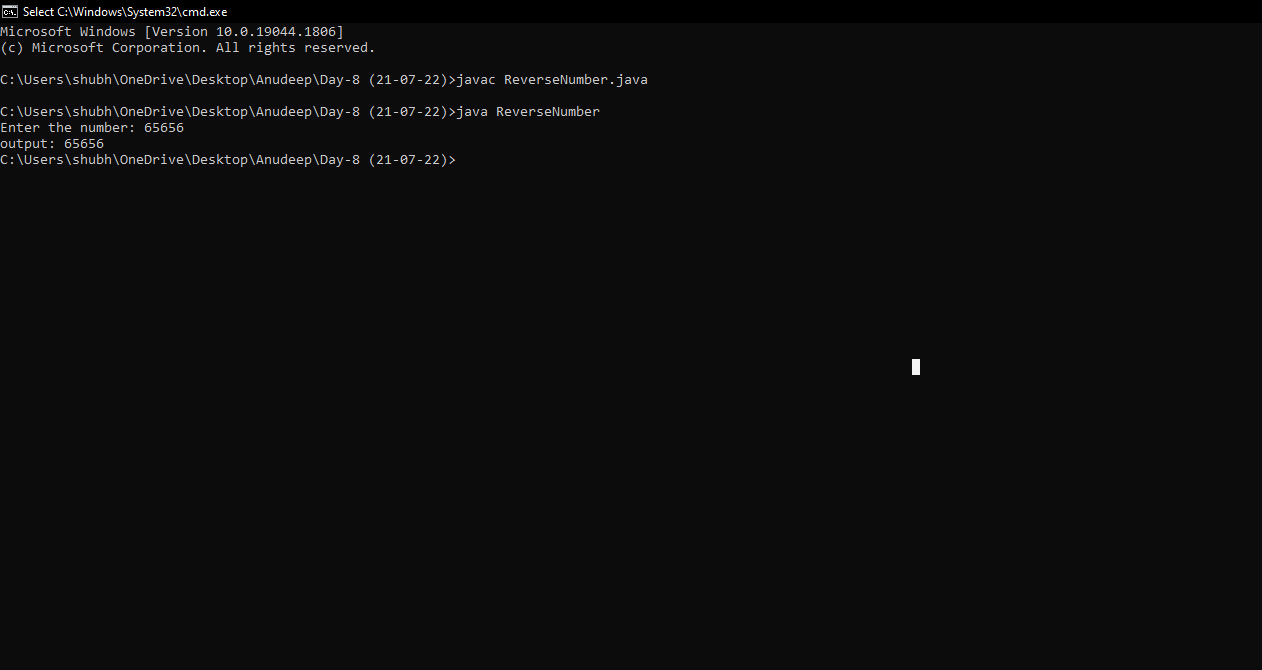 Select C:\Windows\System32\cmd.exe
Microsoft Windows [Version 10.0.19044.1806]
(c) Microsoft Corporation. All rights reserved.
C:\Users\shubh\OneDrive\Desktop\Anudeep\Day-8 (21-07-22)>javac ReverseNumber.java
C:\Users\shubh\OneDrive\Desktop\Anudeep\Day-8 (21-07-22)>java ReverseNumber
Enter the number: 65656
output: 65656
C:\Users\shubh\OneDrive\Desktop\Anudeep\Day-8 (21-07-22)>